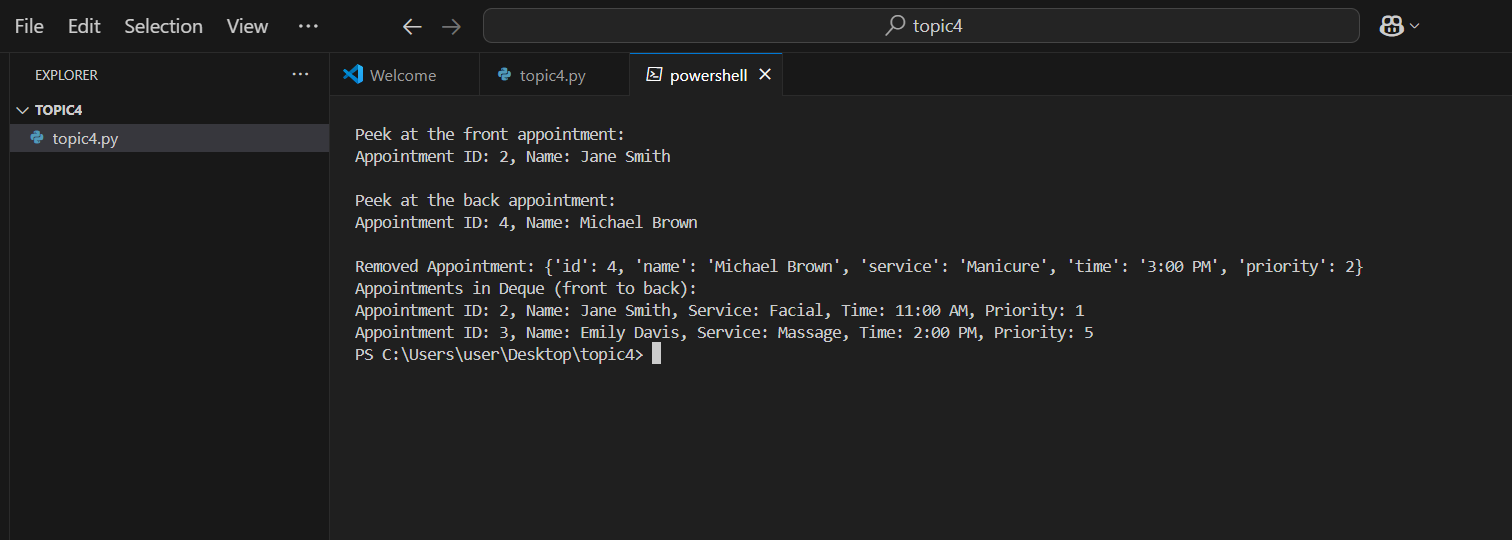 File Edit Selection View ··· topic4
EXPLORER ···
Welcome topic4.py powershell
TOPIC4
topic4.py
Peek at the front appointment:
Appointment ID: 2, Name: Jane Smith
Peek at the back appointment:
Appointment ID: 4, Name: Michael Brown
Removed Appointment: {'id': 4, 'name': 'Michael Brown', 'service': 'Manicure', 'time': '3:00 PM', 'priority': 2}
Appointments in Deque (front to back):
Appointment ID: 2, Name: Jane Smith, Service: Facial, Time: 11:00 AM, Priority: 1
Appointment ID: 3, Name: Emily Davis, Service: Massage, Time: 2:00 PM, Priority: 5
PS C:\Users\user\Desktop\topic4>